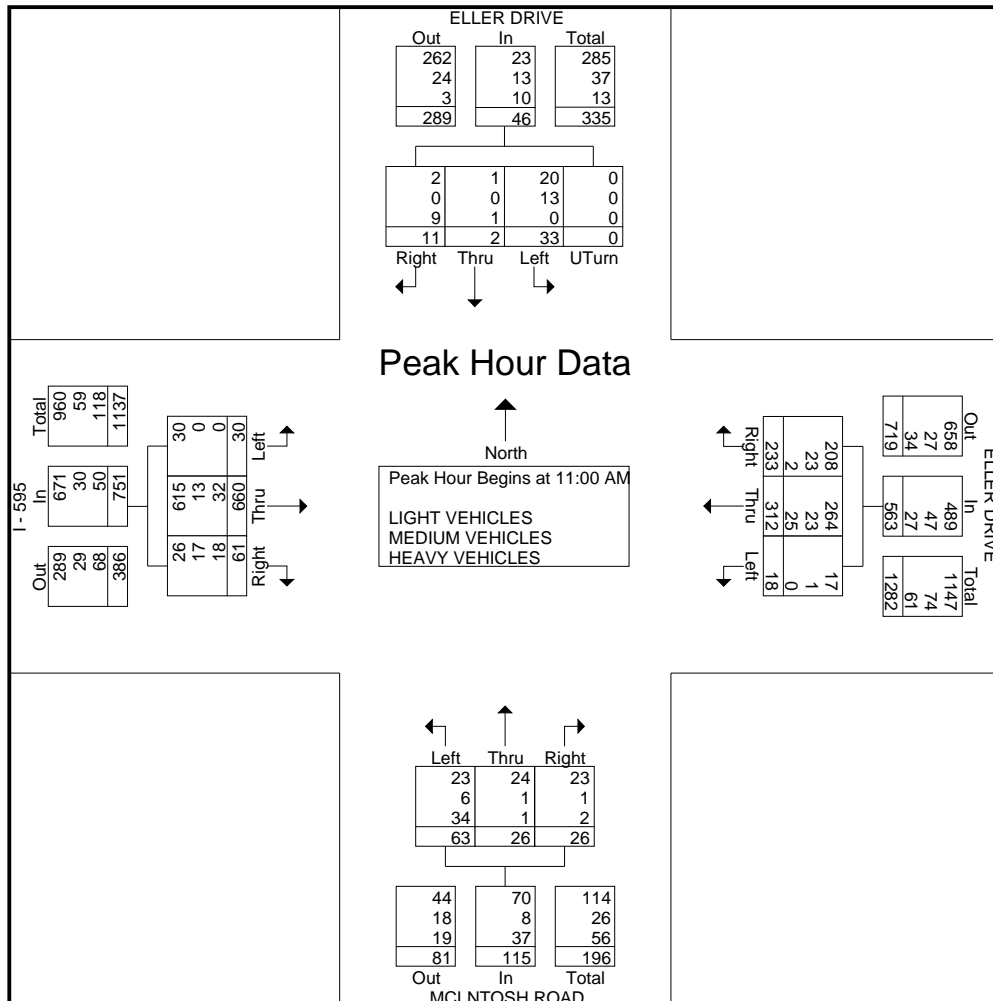 ELLER DRIVE
Out In Total
262 23 285
24 13 37
3 10 13
289 46 335
2 1 20 0
0 0 13 0
9 1 0 0
11 2 33 0
Right Thru Left UTurn
Peak Hour Data
North
Peak Hour Begins at 11:00 AM
LIGHT VEHICLES
MEDIUM VEHICLES
HEAVY VEHICLES
I - 595
Out In Total
289 671 960
29 30 59
68 50 118
386 751 1137
Right Thru Left
26 615 30
17 13 0
18 32 0
61 660 30
ELLER DRIVE
Out In Total
658 489 1147
27 47 74
34 27 61
719 563 1282
Right Thru Left
208 264 17
23 23 1
2 25 0
233 312 18
Left Thru Right
23 24 23
6 1 1
34 1 2
63 26 26
44 70 114
18 8 26
19 37 56
81 115 196
Out In Total
MCLNTOSH ROAD